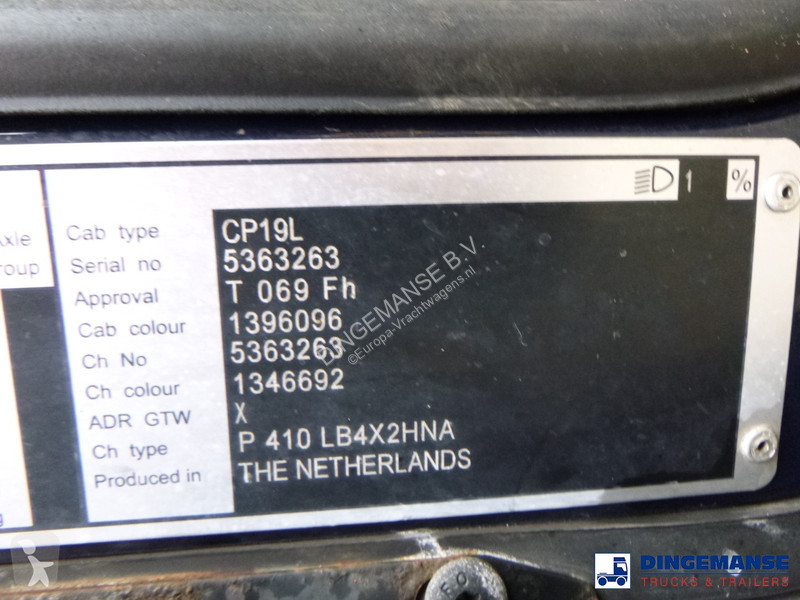 1 %
Axle
Group
Cab type CP19L
Serial no 5363263
Approval T 069 Fh
Cab colour 1396096
Ch No 5363263
Ch colour 1346692
ADR GTW X
Ch type P 410 LB4X2HNA
Produced in THE NETHERLANDS
DINGEMANSE B.V.
©Europa-Vrachtwagens.nl
DINGEMANSE
TRUCKS & TRAILERS